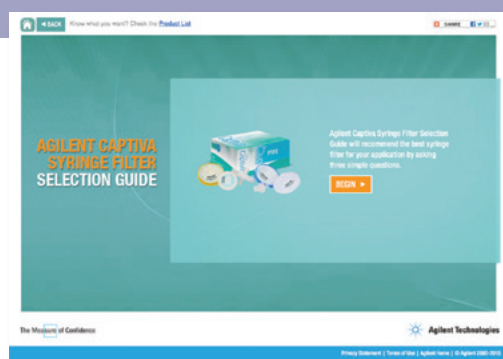 BACK Know what you want? Check the Product List
SHARE
AGILENT CAPTIVA
SYRINGE FILTER
SELECTION GUIDE
Agilent Captiva Syringe Filter Selection
Guide will recommend the best syringe
filter for your application by asking
three simple questions.
BEGIN
The Measure of Confidence
Agilent Technologies
Privacy Statement | Terms of Use | Agilent Home | © Agilent